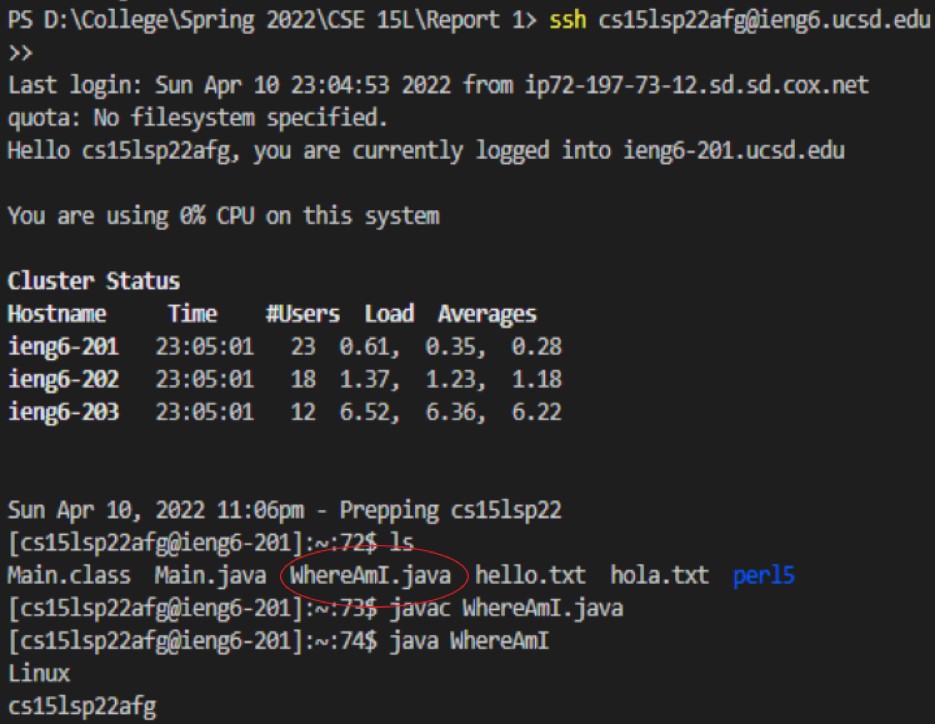 PS D:\College\Spring 2022\CSE 15L\Report 1> ssh cs15lsp22afg@ieng6.ucsd.edu
>>
Last login: Sun Apr 10 23:04:53 2022 from ip72-197-73-12.sd.sd.cox.net
quota: No filesystem specified.
Hello cs15lsp22afg, you are currently logged into ieng6-201.ucsd.edu
You are using 0% CPU on this system
Cluster Status
Hostname     Time    #Users  Load  Averages
ieng6-201   23:05:01   23  0.61,  0.35,  0.28
ieng6-202   23:05:01   18  1.37,  1.23,  1.18
ieng6-203   23:05:01   12  6.52,  6.36,  6.22
Sun Apr 10, 2022 11:06pm - Prepping cs15lsp22
[cs15lsp22afg@ieng6-201]:~:72$ ls
Main.class  Main.java  WhereAmI.java  hello.txt  hola.txt  perl5
[cs15lsp22afg@ieng6-201]:~:73$ javac WhereAmI.java
[cs15lsp22afg@ieng6-201]:~:74$ java WhereAmI
Linux
cs15lsp22afg